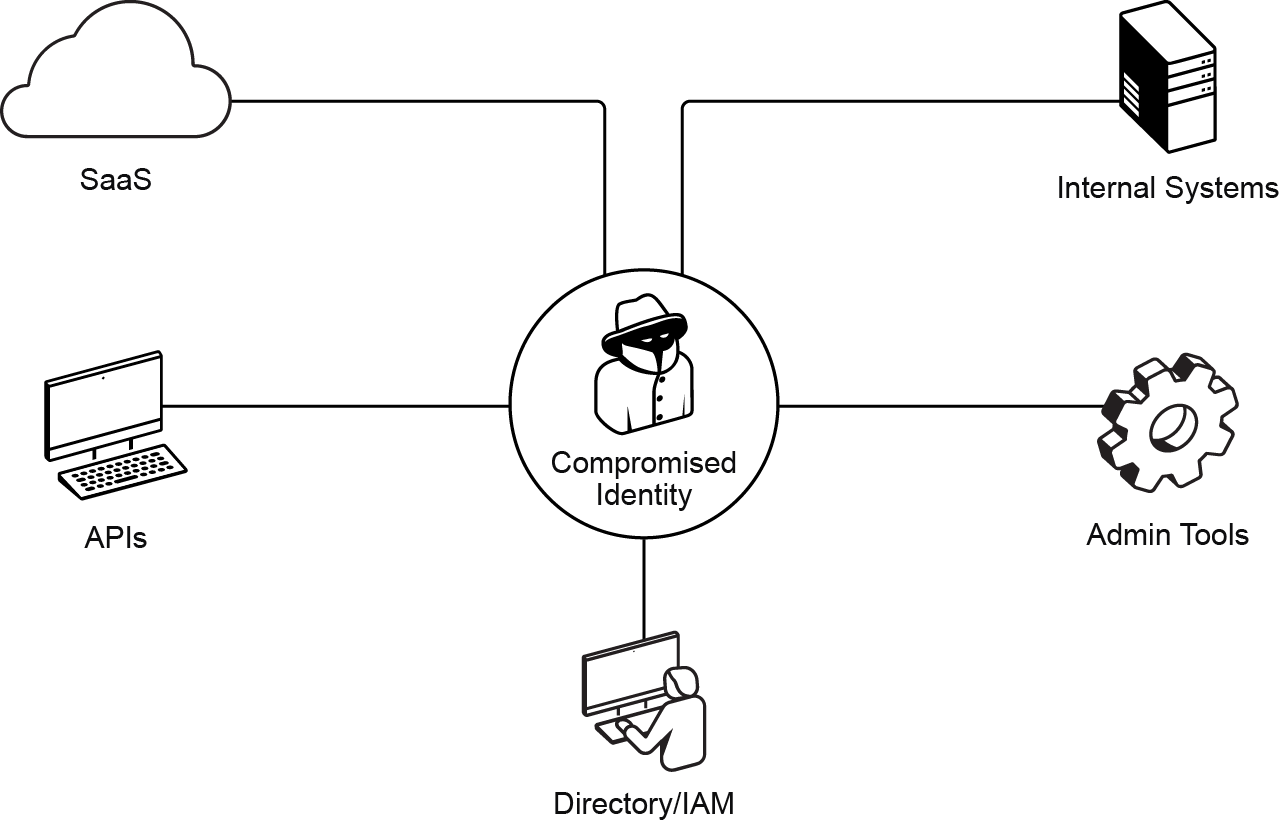 SaaS
Internal Systems
Compromised
Identity
APIs
Admin Tools
Directory/IAM